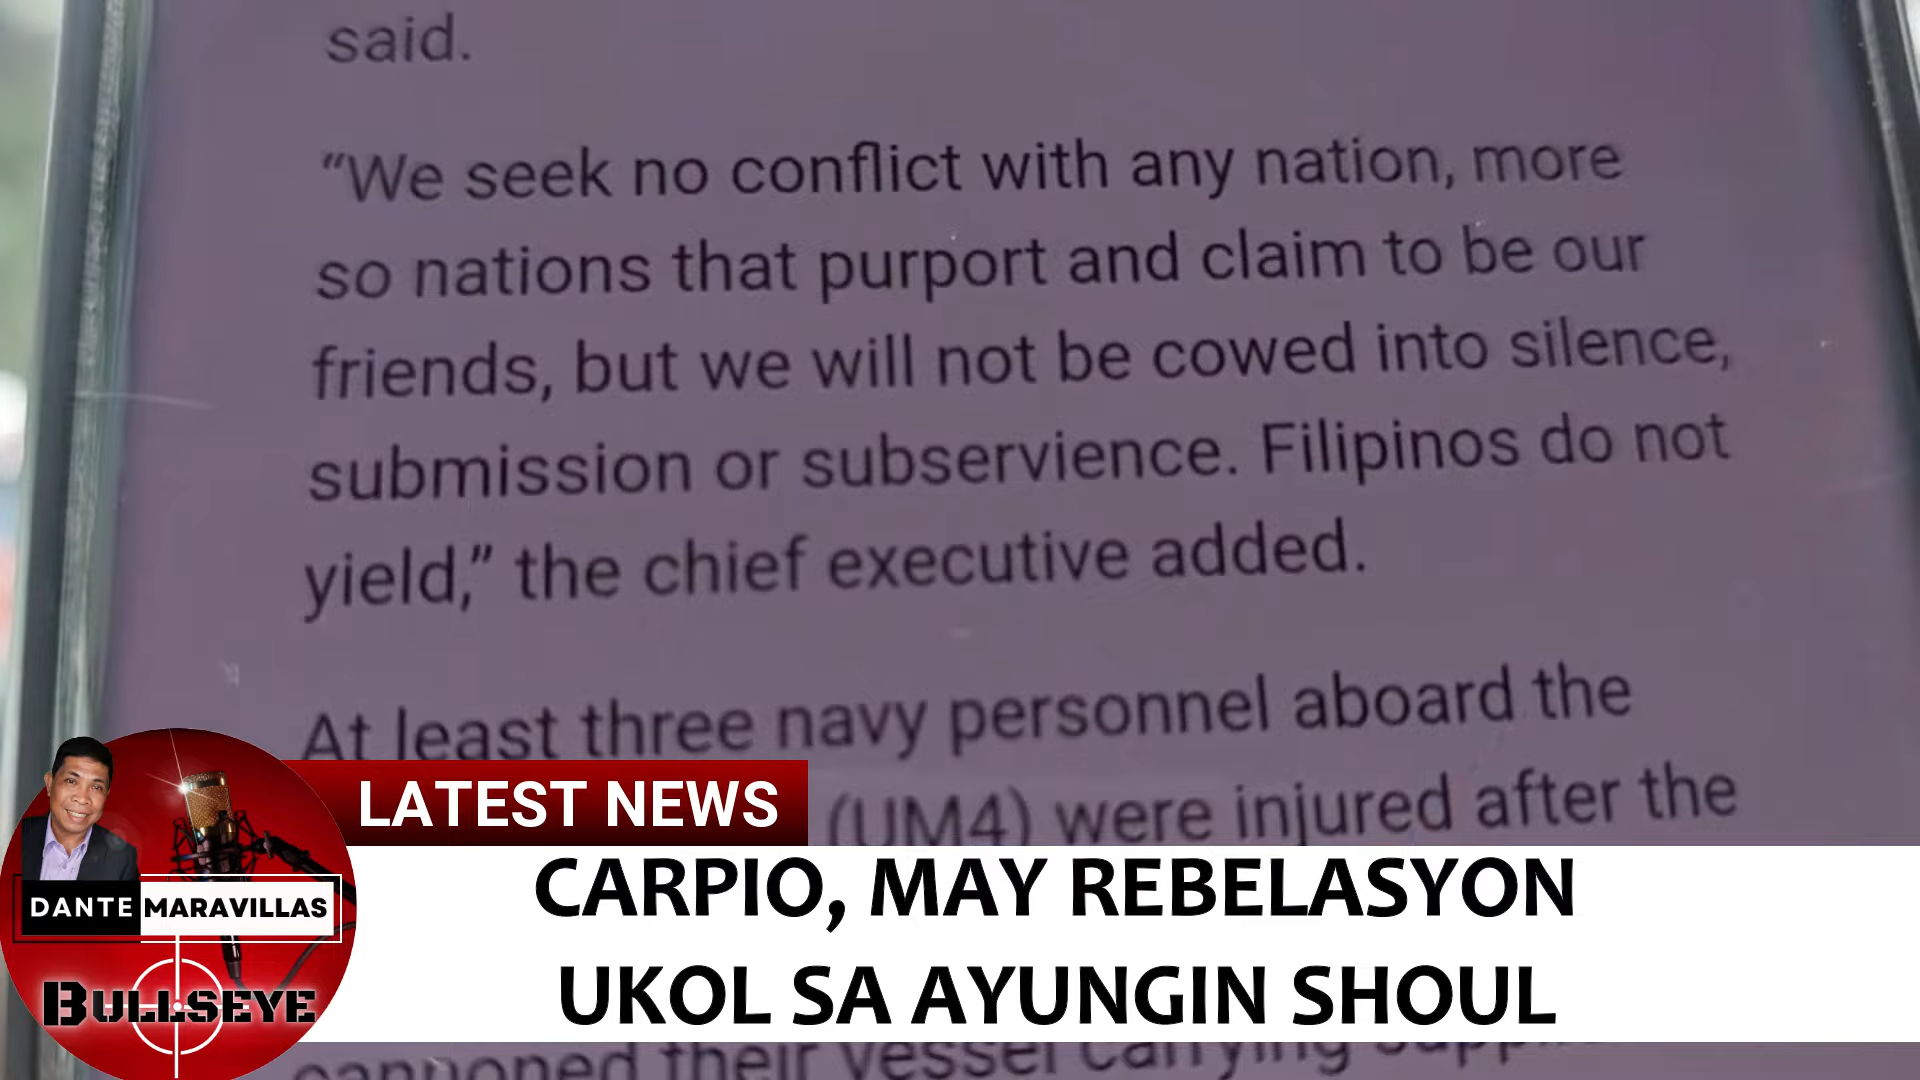 said.
“We seek no conflict with any nation, more
so nations that purport and claim to be our
friends, but we will not be cowed into silence,
submission or subservience. Filipinos do not
yield,” the chief executive added.
At least three navy personnel aboard the
(UM4) were injured after the
LATEST NEWS
CARPIO, MAY REBELASYON
UKOL SA AYUNGIN SHOUL
DANTE MARAVILLAS
BULLSEYE
their vessel carrying